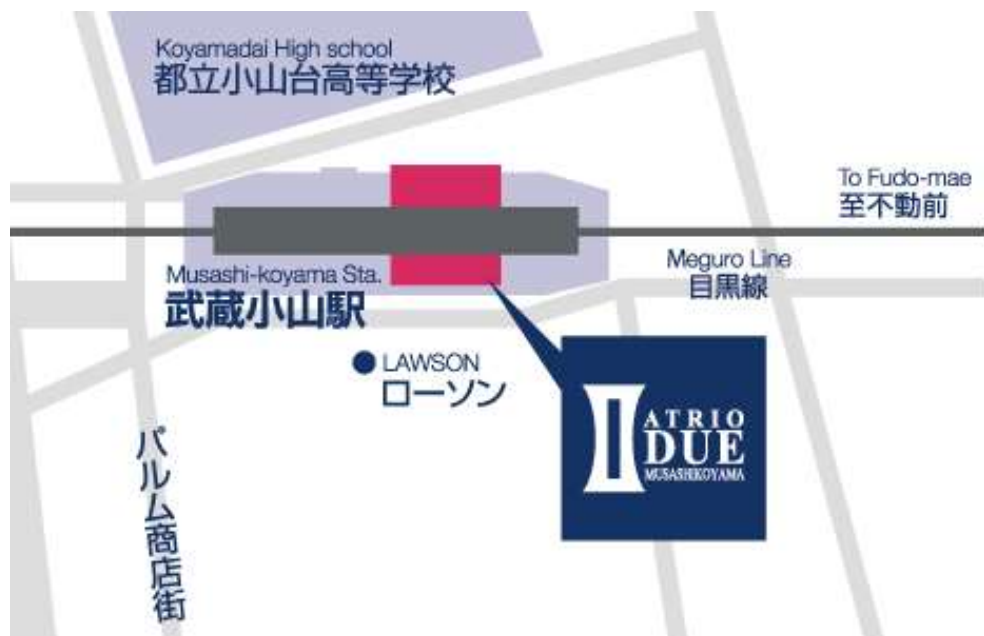 Koyamadai High school
都立小山台高等学校
To Fudo-mae
至不動前
Meguro Line
目黒線
Musashi-koyama Sta.
武蔵小山駅
LAWSON
ローソン
ATRIO
DUE
MUSASHIKOYAMA
パルム商店街